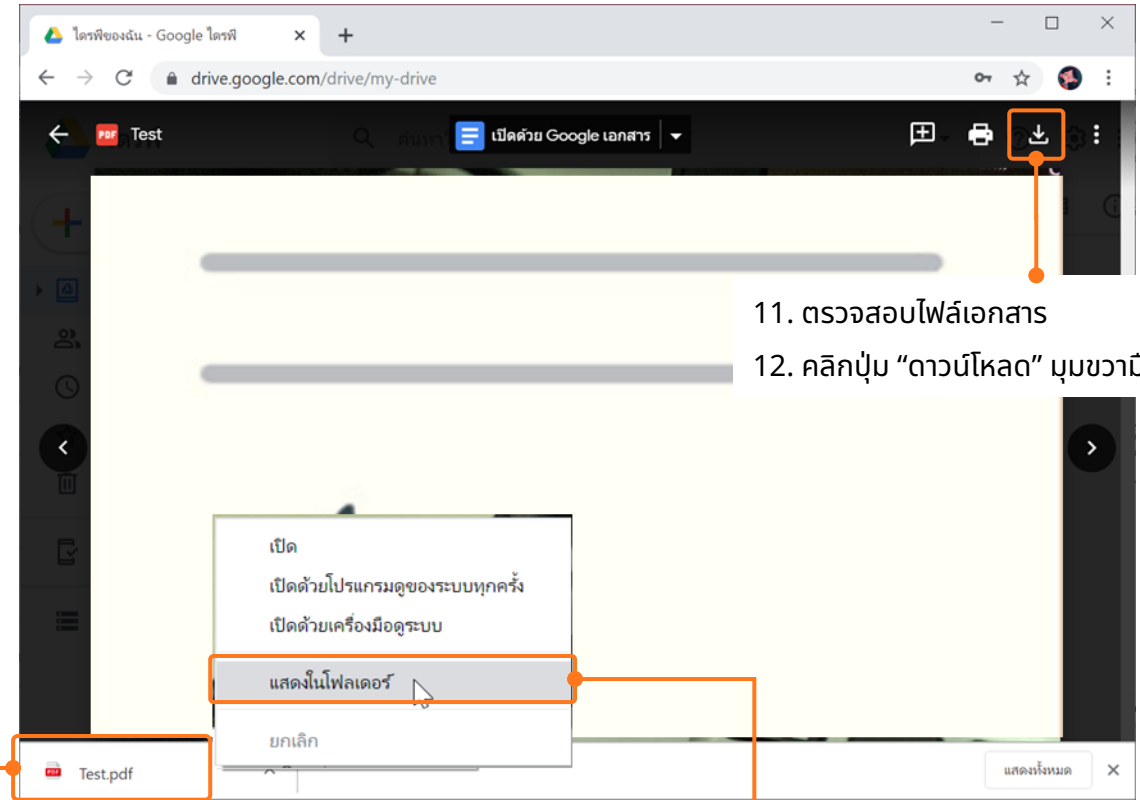 ไดรฟ์ของฉัน - Google ไดรฟ์
drive.google.com/drive/my-drive
PDF Test
เปิดด้วย Google เอกสาร
11. ตรวจสอบไฟล์เอกสาร
12. คลิกปุ่ม “ดาวน์โหลด” มุมขวามื
เปิด
เปิดด้วยโปรแกรมดูของระบบทุกครั้ง
เปิดด้วยเครื่องมือดูระบบ
แสดงในโฟลเดอร์
ยกเลิก
PDF Test.pdf
แสดงทั้งหมด